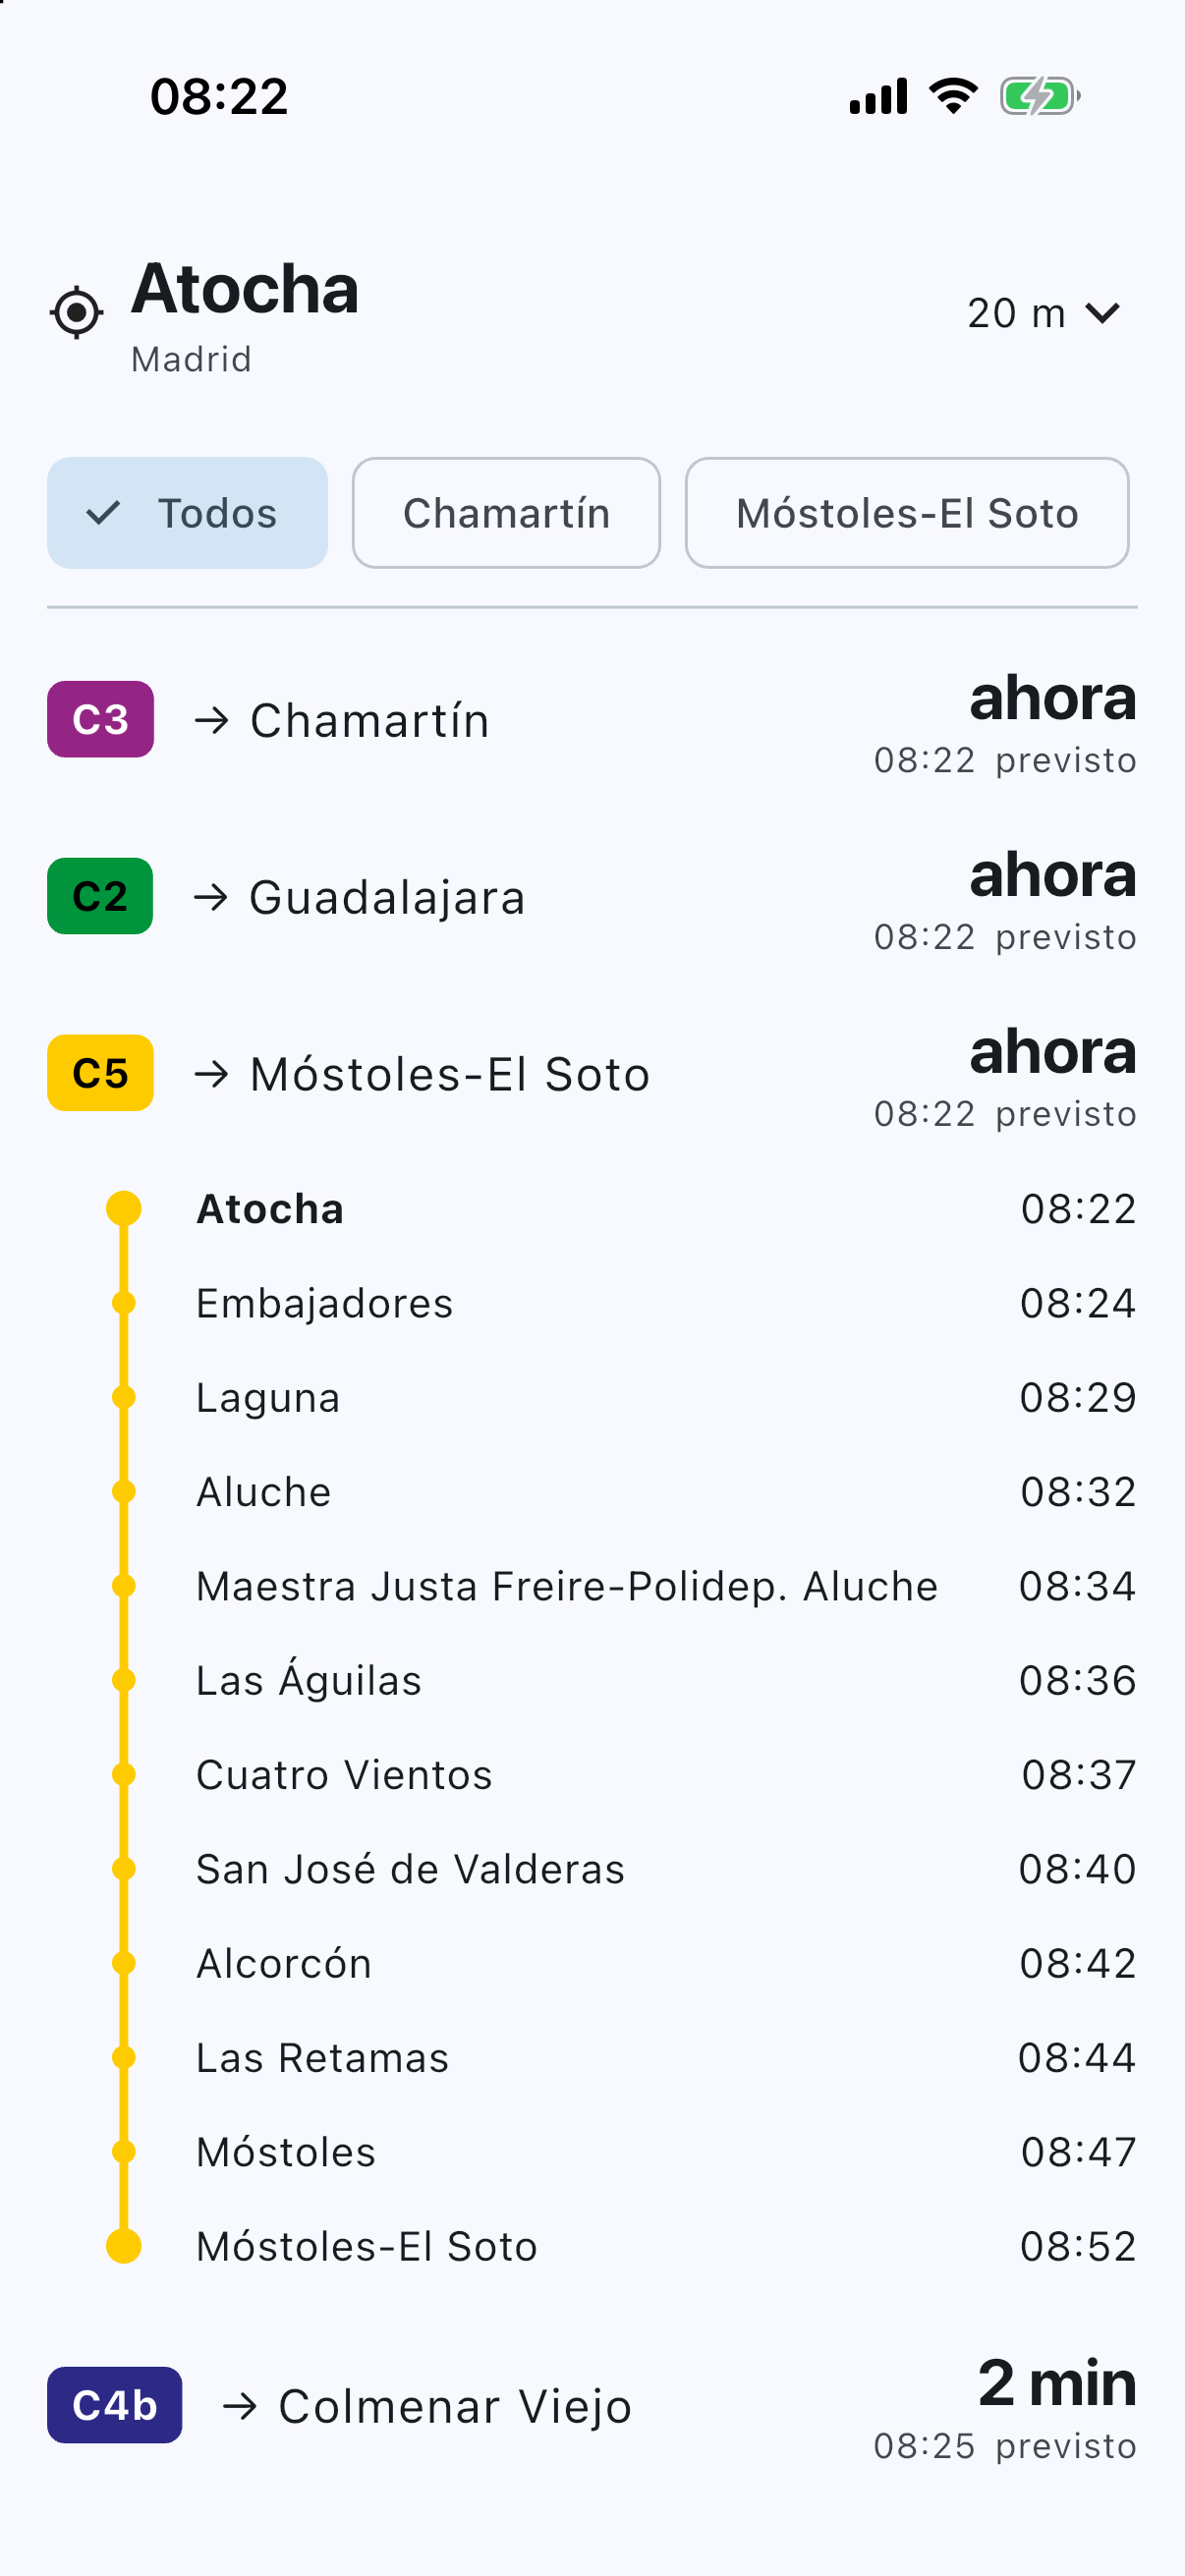 08:22
Atocha
Madrid
20 m
Todos
Chamartín
Móstoles-El Soto
C3 → Chamartín ahora
08:22 previsto
C2 → Guadalajara ahora
08:22 previsto
C5 → Móstoles-El Soto ahora
08:22 previsto
Atocha 08:22
Embajadores 08:24
Laguna 08:29
Aluche 08:32
Maestra Justa Freire-Polidep. Aluche 08:34
Las Águilas 08:36
Cuatro Vientos 08:37
San José de Valderas 08:40
Alcorcón 08:42
Las Retamas 08:44
Móstoles 08:47
Móstoles-El Soto 08:52
C4b → Colmenar Viejo 2 min
08:25 previsto